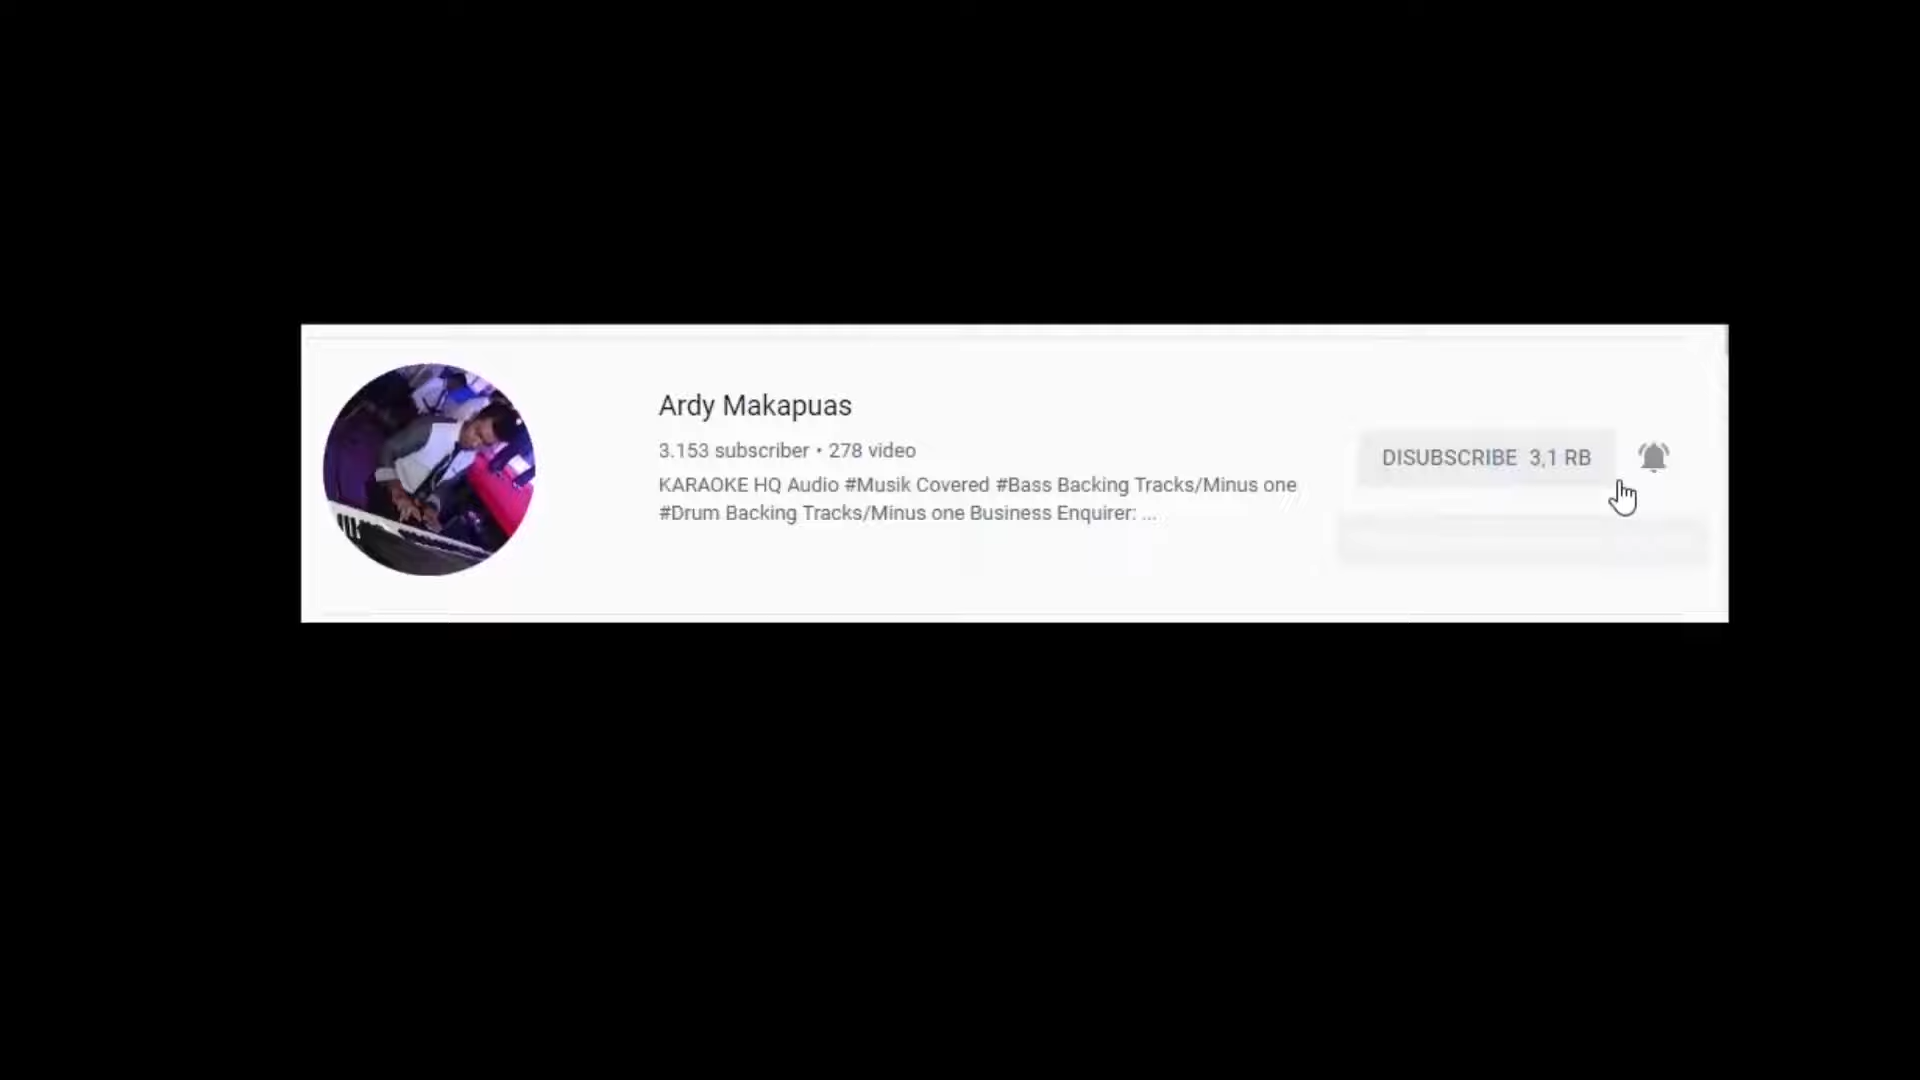 Ardy Makapuas
3.153 subscriber • 278 video
KARAOKE HQ Audio #Musik Covered #Bass Backing Tracks/Minus one
#Drum Backing Tracks/Minus one Business Enquirer: ...
DISUBSCRIBE 3,1 RB